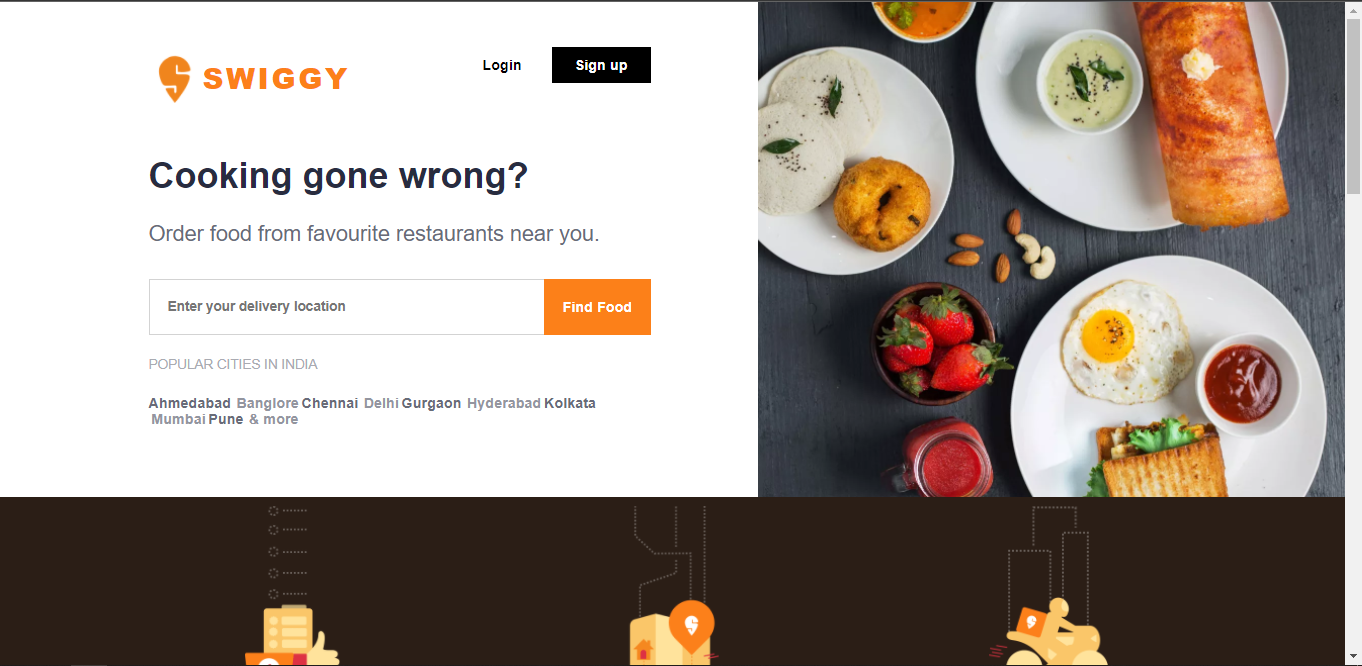 SWIGGY
Login
Sign up
Cooking gone wrong?
Order food from favourite restaurants near you.
Enter your delivery location
Find Food
POPULAR CITIES IN INDIA
Ahmedabad Banglore Chennai Delhi Gurgaon Hyderabad Kolkata
Mumbai Pune & more